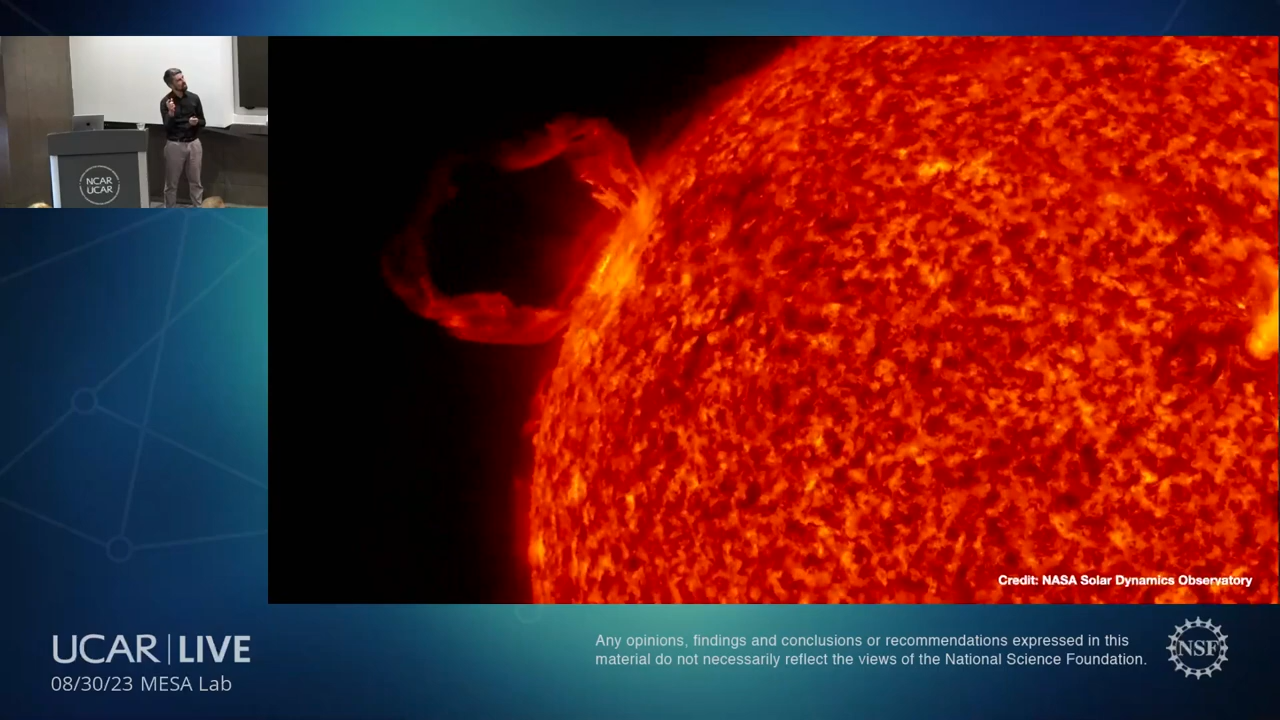 NCAR
UCAR
Credit: NASA Solar Dynamics Observatory
UCAR | LIVE
08/30/23 MESA Lab
Any opinions, findings and conclusions or recommendations expressed in this
material do not necessarily reflect the views of the National Science Foundation.
NSF